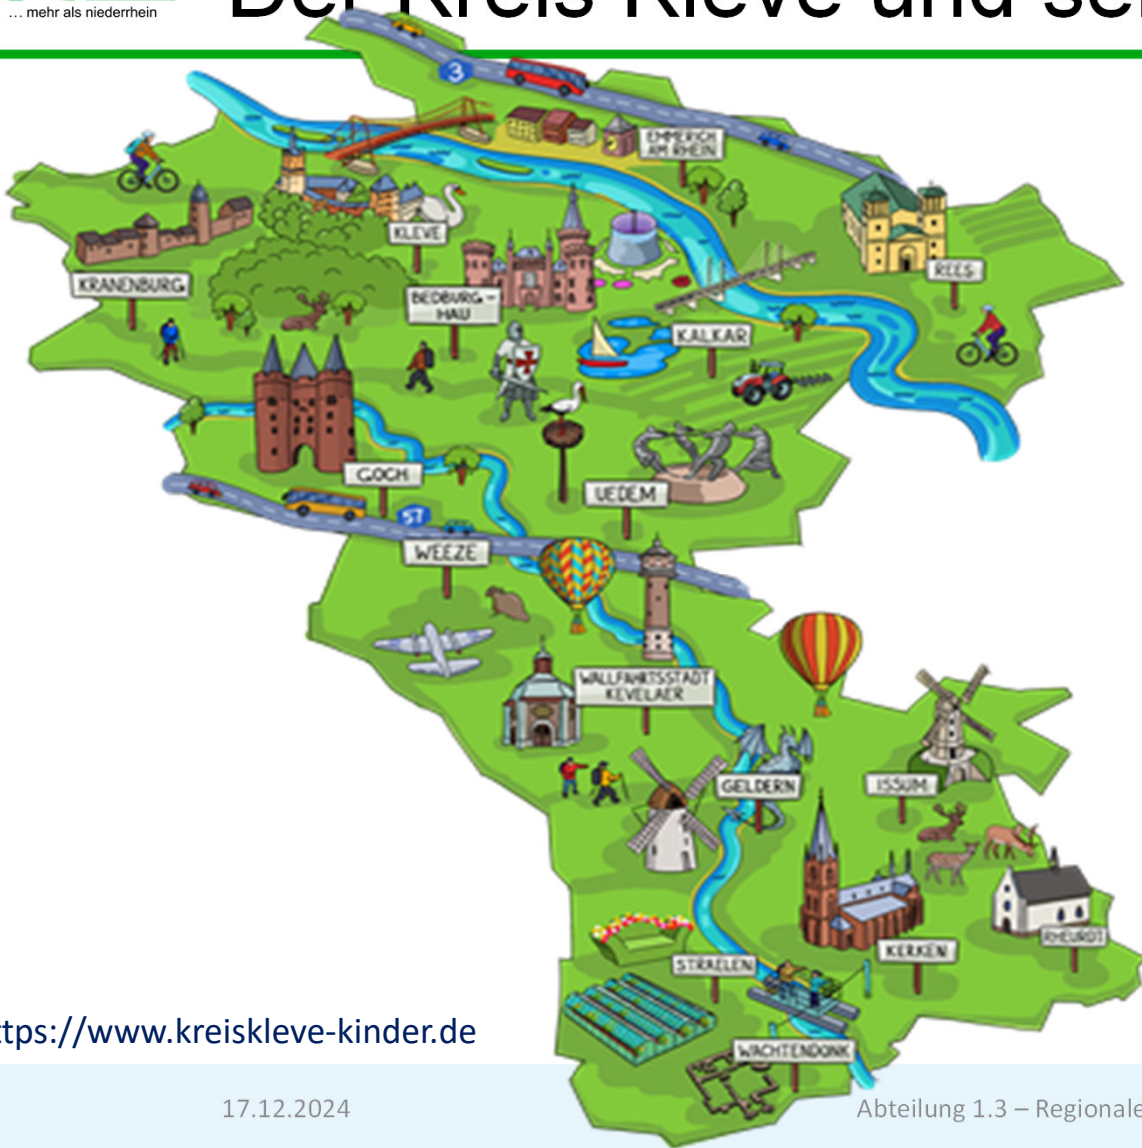 ... mehr als niederrhein
Der Kreis Kleve und
3
EMMERICH
AM RHEIN
KLEVE
REES
KRANENBURG
BEDBURG-
HAU
KALKAR
GOCH
UEDEM
57
WEEZE
WALLFAHRTSSTADT
KEVELAER
GELDERN
ISSUM
RHEURDT
KERKEN
STRAELEN
ttps://www.kreiskleve-kinder.de
WACHTENDONK
17.12.2024
Abteilung 1.3 – Regionale